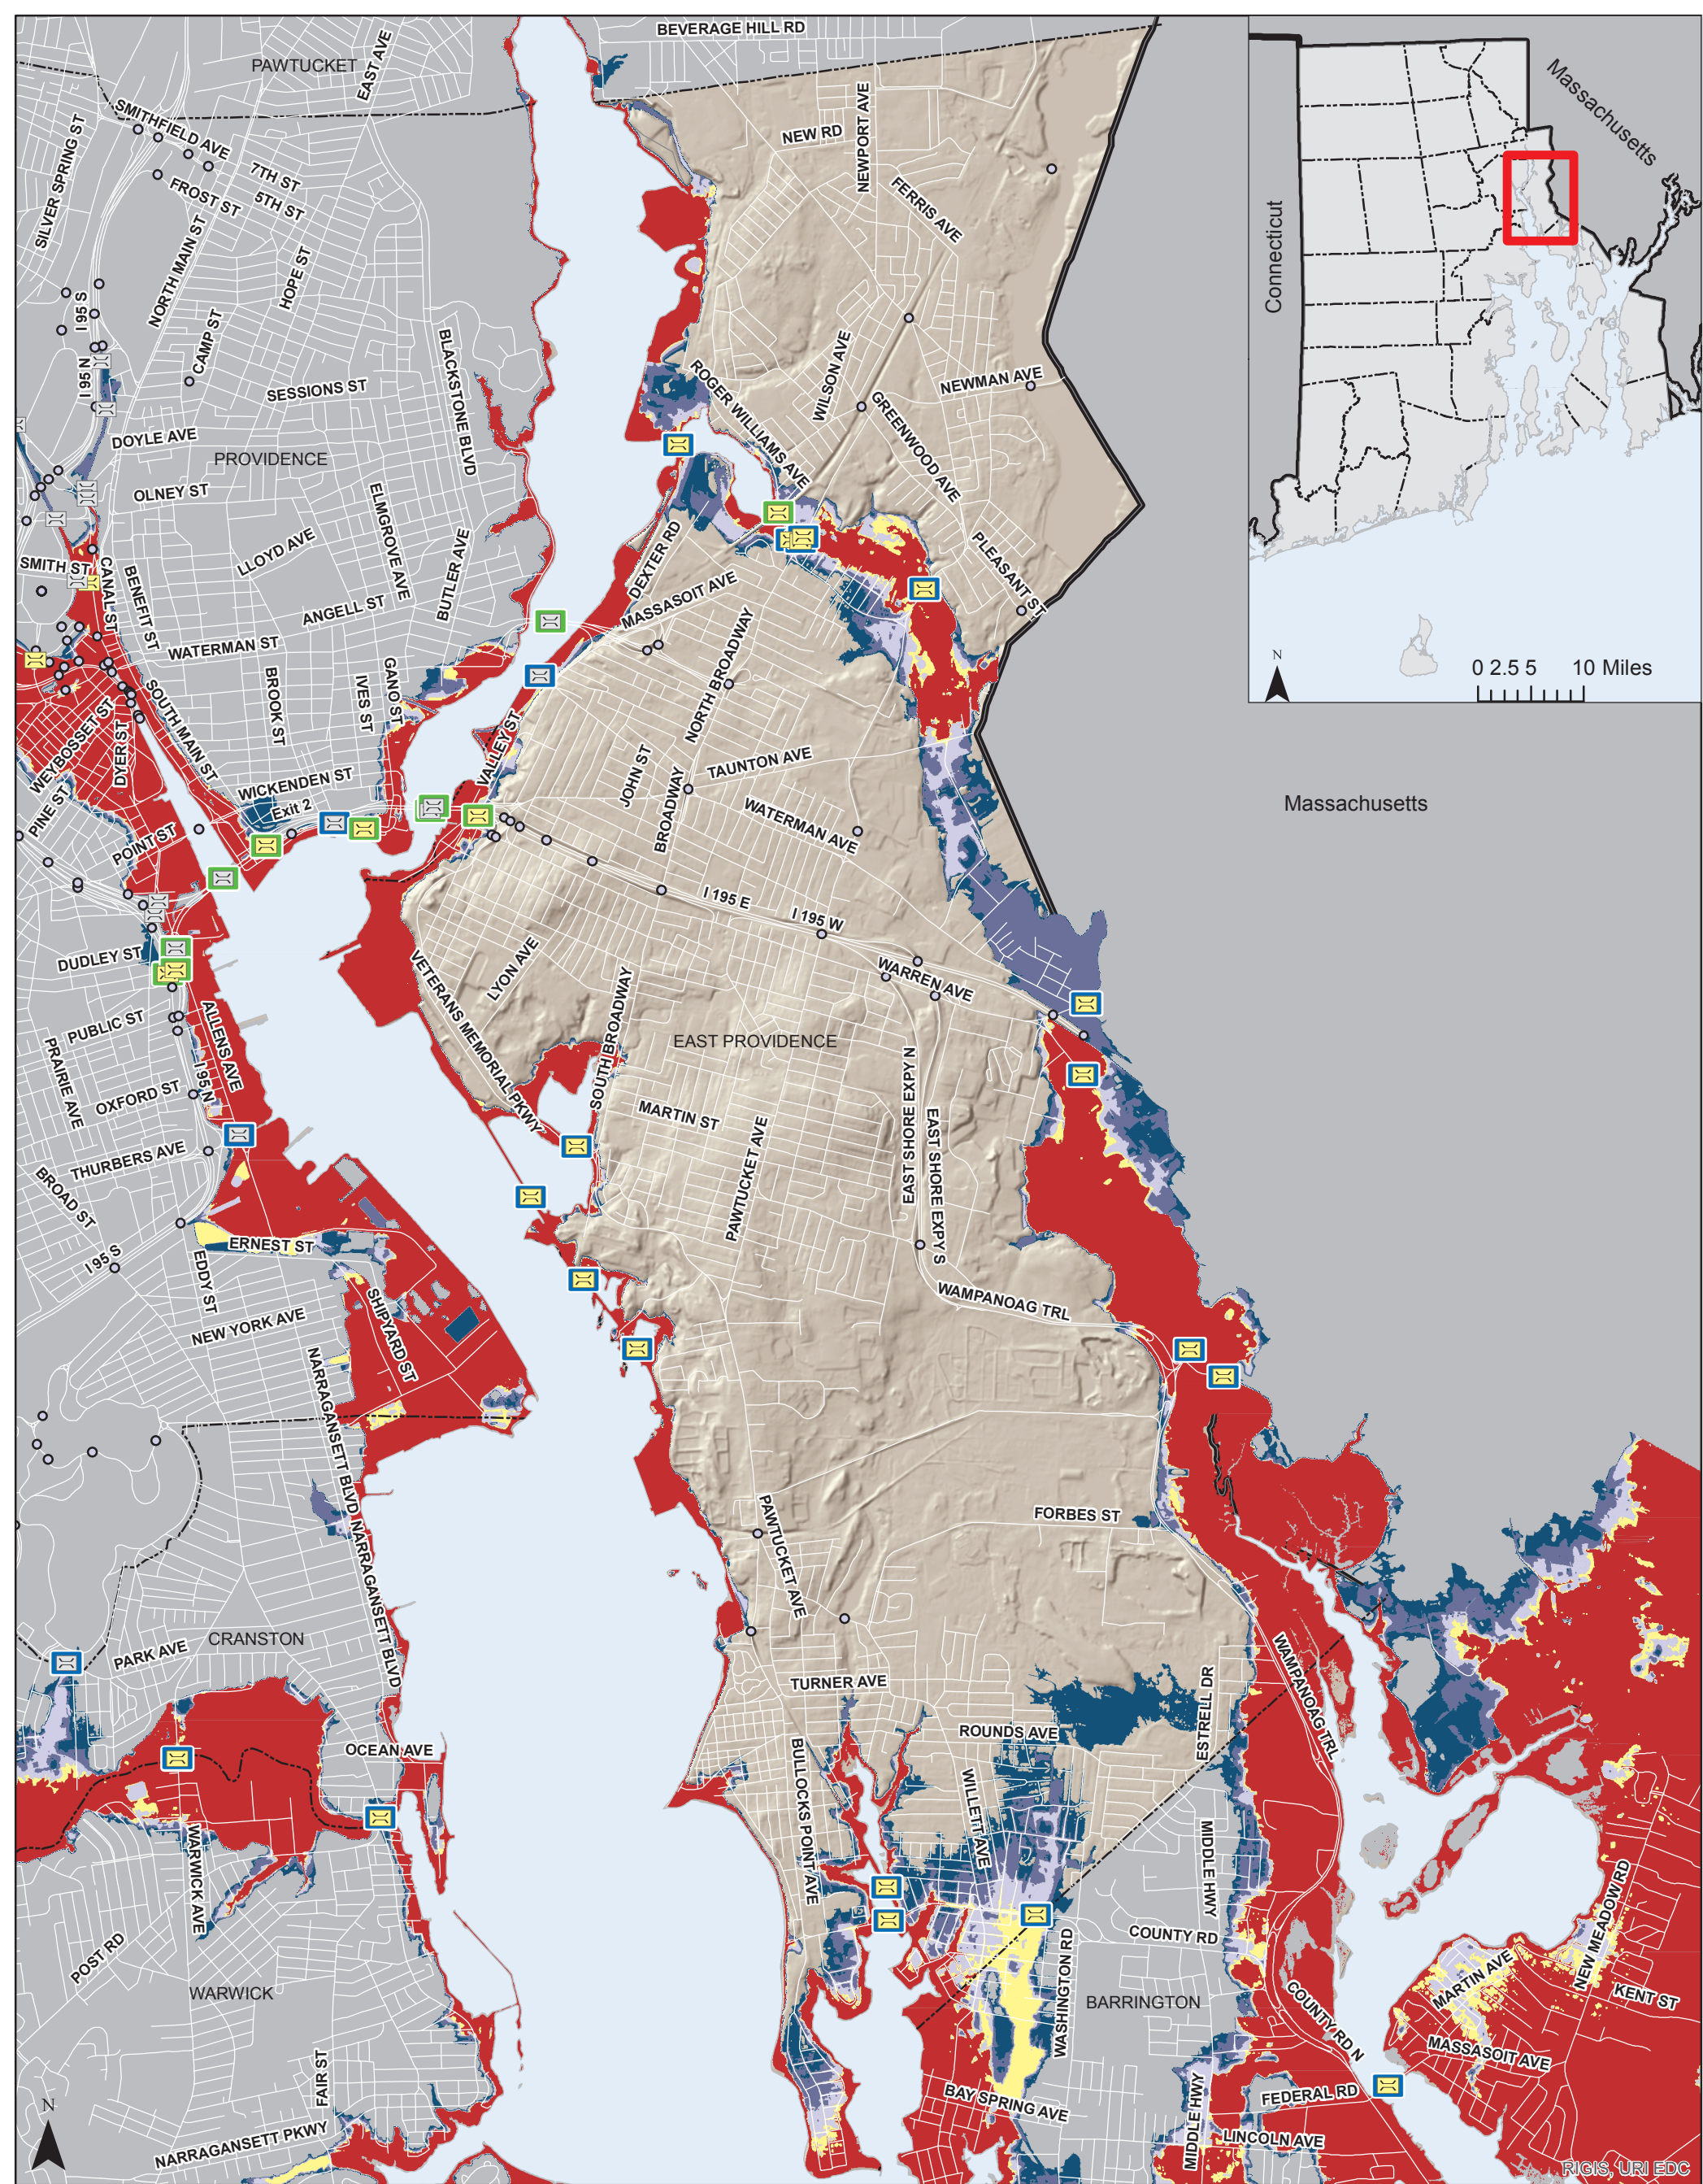 BEVERAGE HILL RD
PAWTUCKET
EAST AVE
Massachusetts
SMITHFIELD AVE
NEWPORT AVE
NEW RD
SILVER SPRING ST
7TH ST
FROST ST
5TH ST
FERRIS AVE
Connecticut
NORTH MAIN ST
HOPE ST
I 95 S
CAMP ST
I 95 N
BLACKSTONE BLVD
SESSIONS ST
ROGER WILLIAMS AVE
WILSON AVE
NEWMAN AVE
GREENWOOD AVE
DOYLE AVE
PROVIDENCE
OLNEY ST
ELMGROVE AVE
LLOYD AVE
BUTLER AVE
DEXTER RD
PLEASANT ST
SMITH ST
CANAL ST
BENEFIT ST
ANGELL ST
MASSASOIT AVE
WATERMAN ST
NORTH BROADWAY
N
0 2.5 5 10 Miles
BROOK ST
IVES ST
GANO ST
SOUTH MAIN ST
WEYBOSSET ST
DYER ST
VALLEY ST
JOHN ST
TAUNTON AVE
WICKENDEN ST
Exit 2
PINE ST
POINT ST
BROADWAY
WATERMAN AVE
Massachusetts
I 195 E
I 195 W
DUDLEY ST
VETERANS MEMORIAL PKWY
LYON AVE
WARREN AVE
SOUTH BROADWAY
PUBLIC ST
ALLENS AVE
EAST PROVIDENCE
PRAIRIE AVE
I 95 N
OXFORD ST
MARTIN ST
EAST SHORE EXPY N
EAST SHORE EXPY S
THURBERS AVE
PAWTUCKET AVE
BROAD ST
I 95 S
ERNEST ST
EDDY ST
WAMPANOAG TRL
SHIPYARD ST
NEW YORK AVE
NARRAGANSETT BLVD
NARRAGANSETT BLVD
PAWTUCKET AVE
FORBES ST
CRANSTON
PARK AVE
WAMPANOAG TRL
TURNER AVE
ESTRELL DR
ROUNDS AVE
OCEAN AVE
BULLOCKS POINT AVE
WILLETT AVE
WARWICK AVE
MIDDLE HWY
NEW MEADOW RD
POST RD
COUNTY RD
WASHINGTON RD
WARWICK
BARRINGTON
MARTIN AVE
KENT ST
COUNTY RD N
MASSASOIT AVE
FAIR ST
BAY SPRING AVE
FEDERAL RD
MIDDLE HWY
N
NARRAGANSETT PKWY
LINCOLN AVE
RIGIS, URI EDC